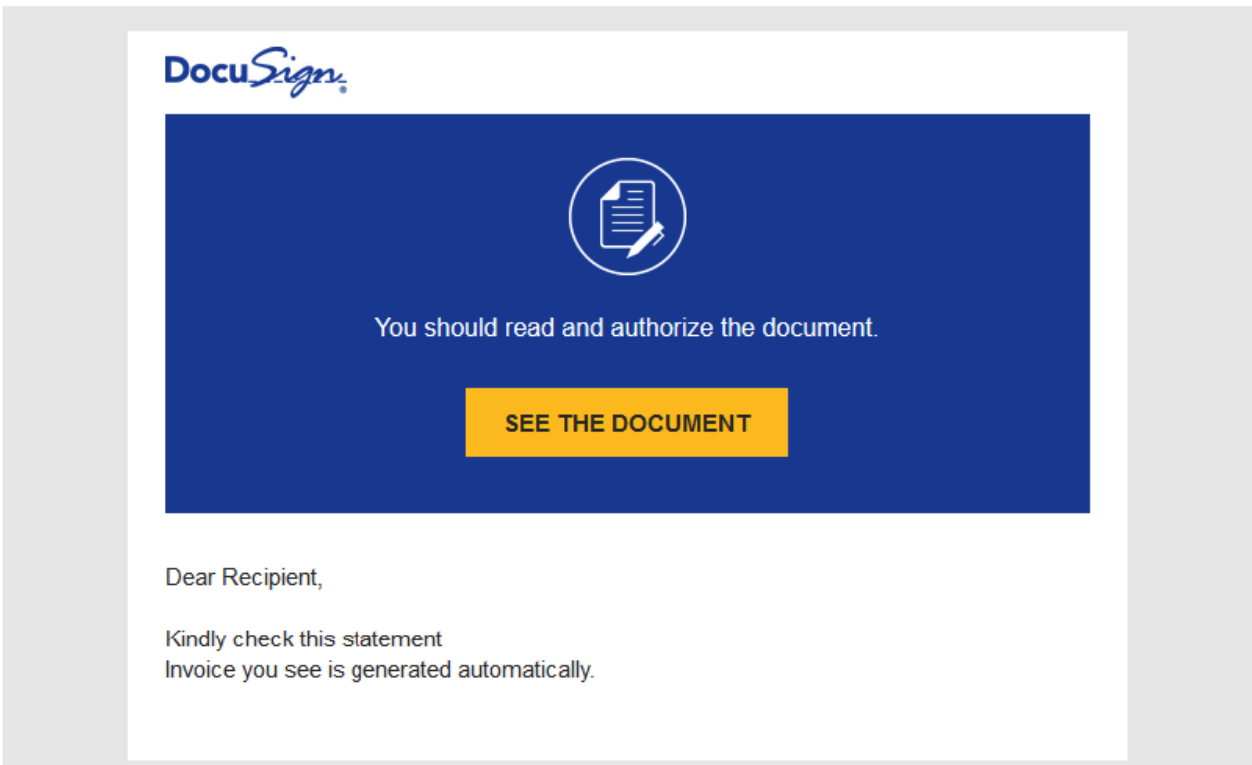 DocuSign®
You should read and authorize the document.
SEE THE DOCUMENT
Dear Recipient,
Kindly check this statement
Invoice you see is generated automatically.